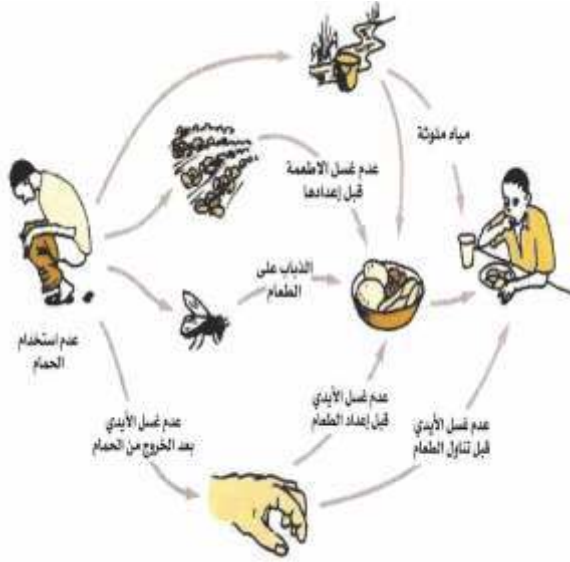 مياه ملوثة
عدم غسل الاطعمة
قبل إعدادها
الذباب على
الطعام
عدم استخدام
الحمام
عدم غسل الأيدي
بعد الخروج من الحمام
عدم غسل الأيدي
قبل إعداد الطعام
عدم غسل الأيدي
قبل تناول الطعام